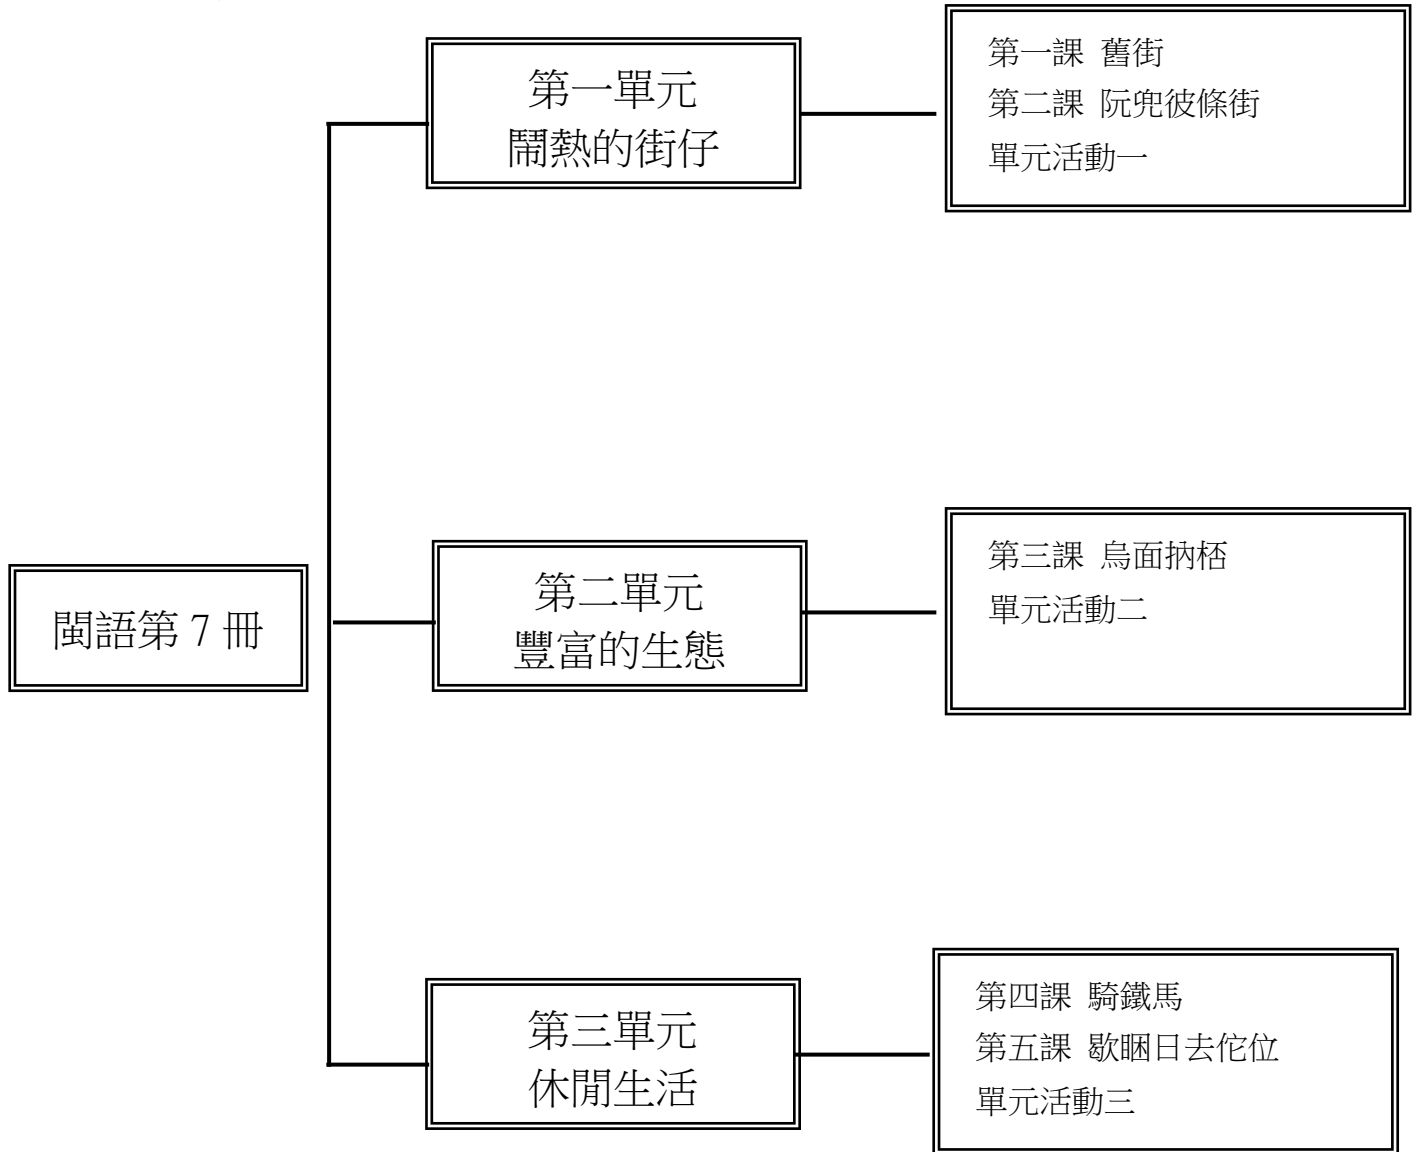 閩語第 7 冊
第一單元
鬧熱的街仔
第一課 舊街
第二課 阮兜彼條街
單元活動一
第二單元
豐富的生態
第三課 烏面抐桮
單元活動二
第三單元
休閒生活
第四課 騎鐵馬
第五課 歇睏日去佗位
單元活動三